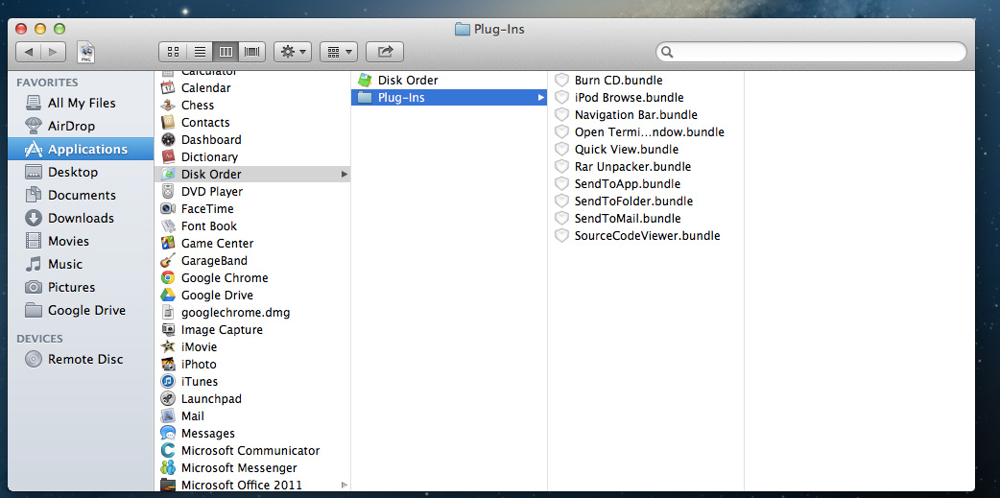 Plug-Ins
PNG
FAVORITES
All My Files
AirDrop
Applications
Desktop
Documents
Downloads
Movies
Music
Pictures
Google Drive
DEVICES
Remote Disc
Calculator
Calendar
Chess
Contacts
Dashboard
Dictionary
Disk Order
DVD Player
FaceTime
Font Book
Game Center
GarageBand
Google Chrome
Google Drive
googlechrome.dmg
Image Capture
iMovie
iPhoto
iTunes
Launchpad
Mail
Messages
Microsoft Communicator
Microsoft Messenger
Microsoft Office 2011
Disk Order
Plug-Ins
Burn CD.bundle
iPod Browse.bundle
Navigation Bar.bundle
Open Termi...ndow.bundle
Quick View.bundle
Rar Unpacker.bundle
SendToApp.bundle
SendToFolder.bundle
SendToMail.bundle
SourceCodeViewer.bundle